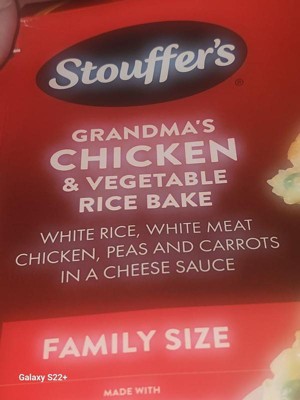 Stouffer's®
GRANDMA'S
CHICKEN
& VEGETABLE
RICE BAKE
WHITE RICE, WHITE MEAT
CHICKEN, PEAS AND CARROTS
IN A CHEESE SAUCE
FAMILY SIZE
Galaxy S22+
MADE WITH